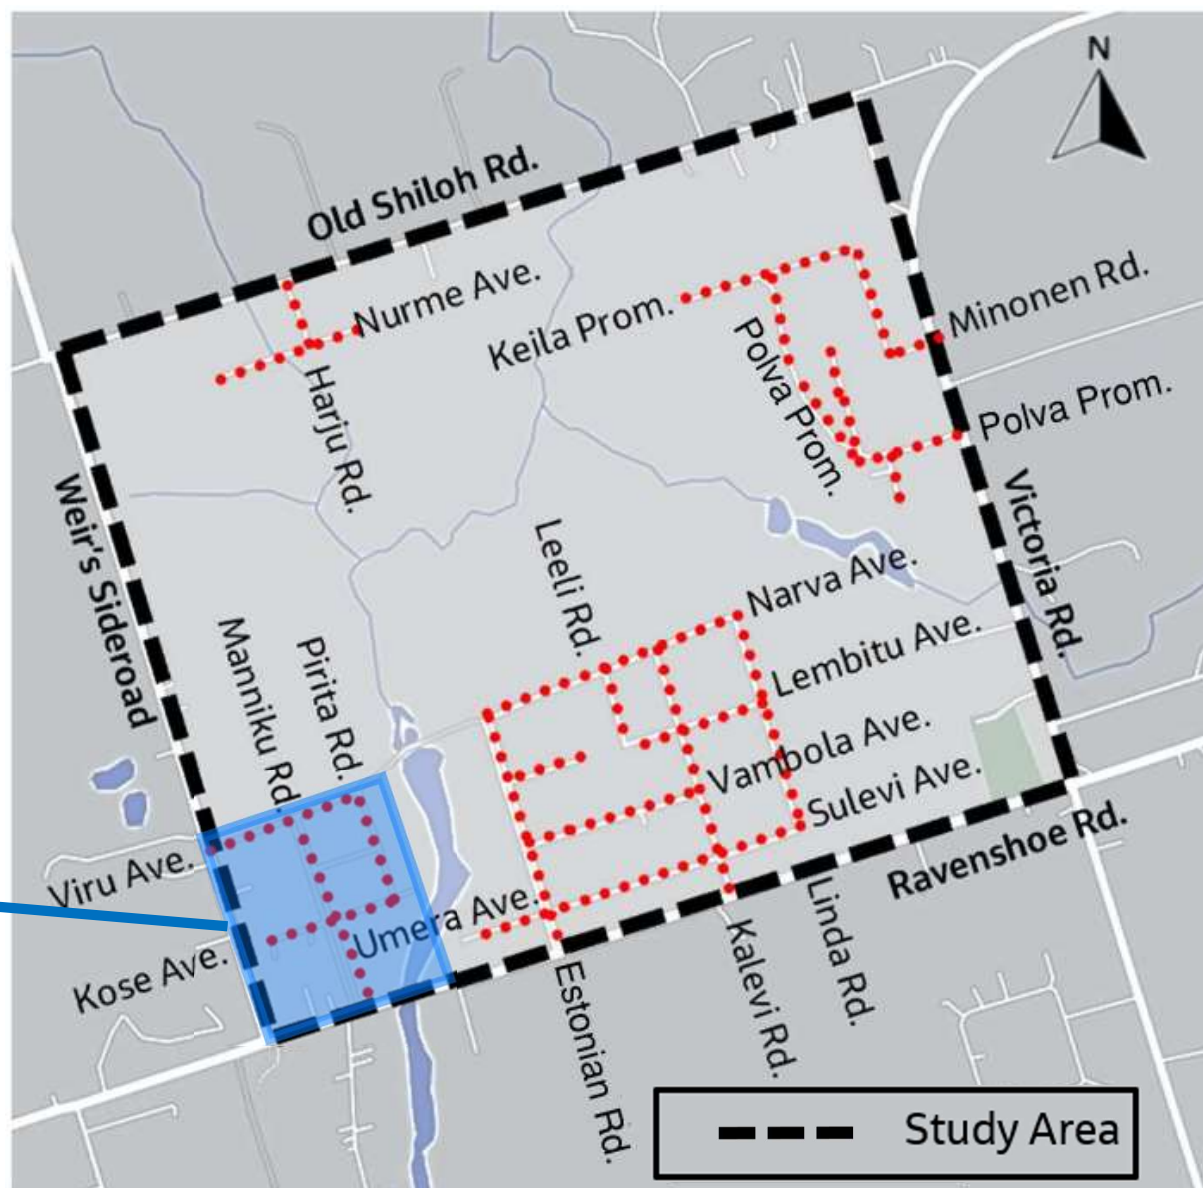 N
Old Shiloh Rd.
Nurme Ave.
Keila Prom.
Minonen Rd.
Harju Rd.
Polva Prom.
Polva Prom.
Weir's Sideroad
Victoria Rd.
Leeli Rd.
Narva Ave.
Manniku Rd.
Pirita Rd.
Lembitu Ave.
Vambola Ave.
Sulevi Ave.
Viru Ave.
Ravenshoe Rd.
Umera Ave.
Kose Ave.
Estonian Rd.
Kalevi Rd.
Linda Rd.
Study Area